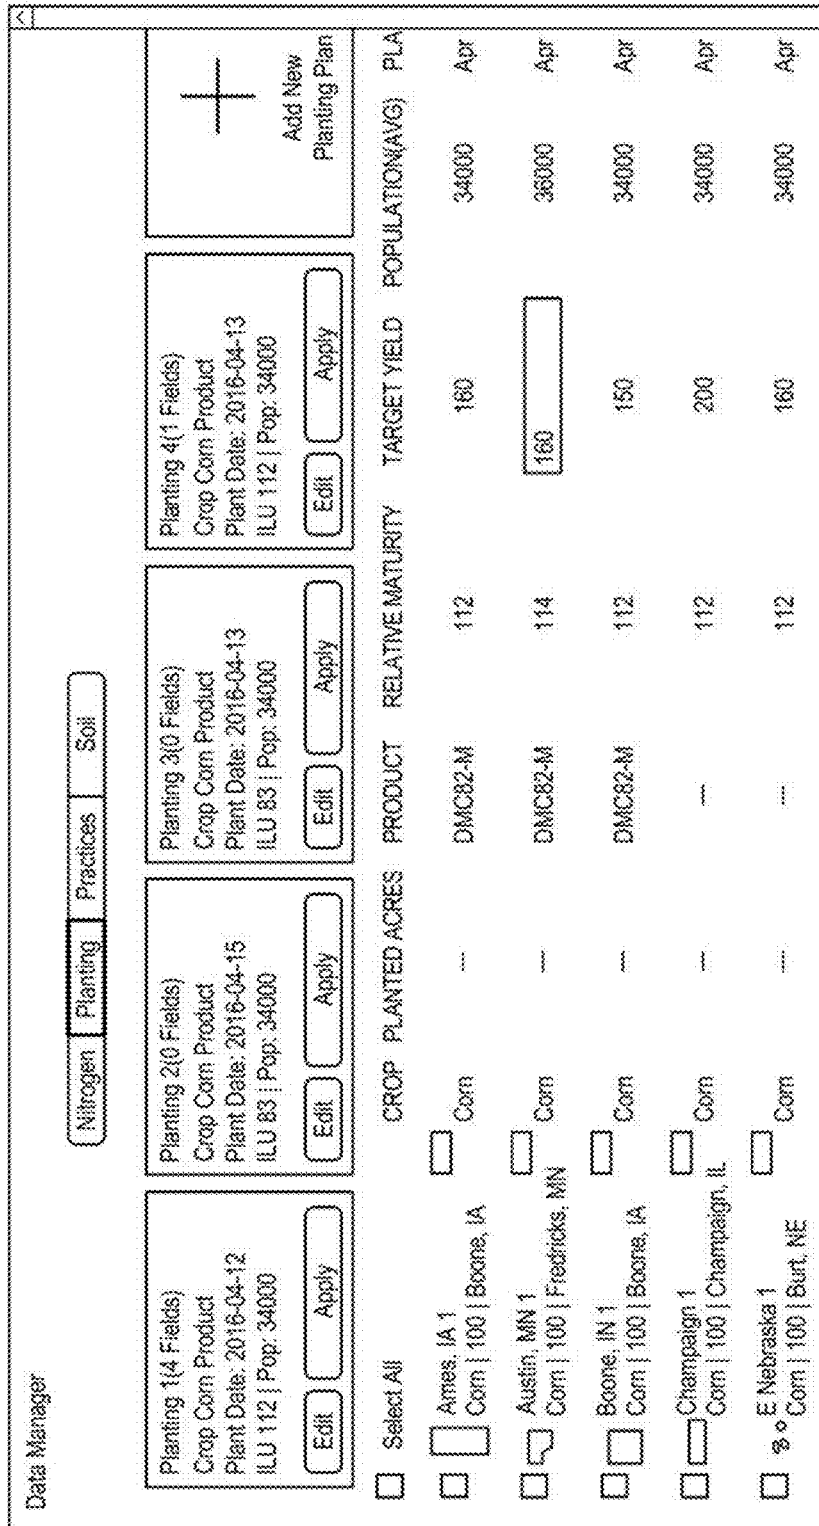 Data Manager
Nitrogen Planting Practices Soil
Planting 1(4 Fields)
Crop Corn Product
Plant Date: 2016-04-12
ILU 112 | Pop: 34000
Edit Apply
Planting 2(0 Fields)
Crop Corn Product
Plant Date: 2016-04-15
ILU 83 | Pop: 34000
Edit Apply
Planting 3(0 Fields)
Crop Corn Product
Plant Date: 2016-04-13
ILU 83 | Pop: 34000
Edit Apply
Planting 4(1 Fields)
Crop Corn Product
Plant Date: 2016-04-13
ILU 112 | Pop: 34000
Edit Apply
Add New
Planting Plan
Select All CROP PLANTED ACRES PRODUCT RELATIVE MATURITY TARGET YIELD POPULATION(AVG) PLA
Ames, IA 1
Corn | 100 | Boone, IA Corn --- DMC82-M 112 160 34000 Apr
Austin, MN 1
Corn | 100 | Fredricks, MN Corn --- DMC82-M 114 160 36000 Apr
Boone, IN 1
Corn | 100 | Boone, IA Corn --- DMC82-M 112 150 34000 Apr
Champaign 1
Corn | 100 | Champaign, IL Corn --- --- 112 200 34000 Apr
E Nebraska 1
Corn | 100 | Burt, NE Corn --- --- 112 160 34000 Apr